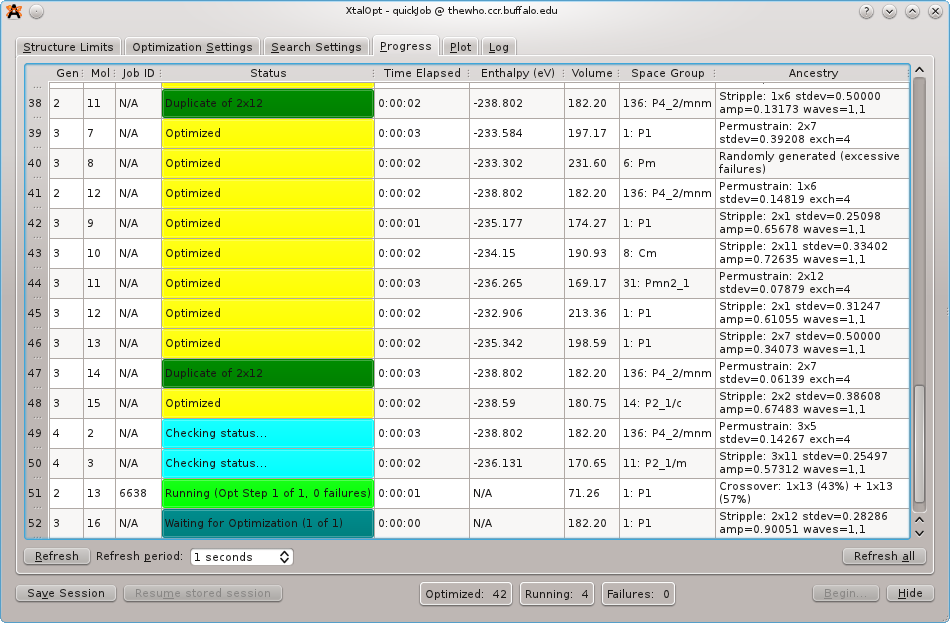 XtalOpt - quickJob @ thewho.ccr.buffalo.edu
Structure Limits Optimization Settings Search Settings Progress Plot Log
Gen Mol Job ID Status Time Elapsed Enthalpy (eV) Volume Space Group Ancestry
38 2 11 N/A Duplicate of 2x12 0:00:02 -238.802 182.20 136: P4_2/mnm Stripple: 1x6 stdev=0.50000
amp=0.13173 waves=1,1
39 3 7 N/A Optimized 0:00:03 -233.584 197.17 1: P1 Permustrain: 2x7
stdev=0.39208 exch=4
40 3 8 N/A Optimized 0:00:02 -233.302 231.60 6: Pm Randomly generated (excessive
failures)
41 2 12 N/A Optimized 0:00:02 -238.802 182.20 136: P4_2/mnm Permustrain: 1x6
stdev=0.14819 exch=4
42 3 9 N/A Optimized 0:00:01 -235.177 174.27 1: P1 Stripple: 2x1 stdev=0.25098
amp=0.65678 waves=1,1
43 3 10 N/A Optimized 0:00:02 -234.15 190.93 8: Cm Stripple: 2x11 stdev=0.33402
amp=0.72635 waves=1,1
44 3 11 N/A Optimized 0:00:03 -236.265 169.17 31: Pmn2_1 Permustrain: 2x12
stdev=0.07879 exch=4
45 3 12 N/A Optimized 0:00:02 -232.906 213.36 1: P1 Stripple: 2x1 stdev=0.31247
amp=0.61055 waves=1,1
46 3 13 N/A Optimized 0:00:02 -235.342 198.59 1: P1 Stripple: 2x7 stdev=0.50000
amp=0.34073 waves=1,1
47 3 14 N/A Duplicate of 2x12 0:00:03 -238.802 182.20 136: P4_2/mnm Permustrain: 2x7
stdev=0.06139 exch=4
48 3 15 N/A Optimized 0:00:02 -238.59 180.75 14: P2_1/c Stripple: 2x2 stdev=0.38608
amp=0.67483 waves=1,1
49 4 2 N/A Checking status... 0:00:03 -238.802 182.20 136: P4_2/mnm Permustrain: 3x5
stdev=0.14267 exch=4
50 4 3 N/A Checking status... 0:00:02 -236.131 170.65 11: P2_1/m Stripple: 3x11 stdev=0.25497
amp=0.57312 waves=1,1
51 2 13 6638 Running (Opt Step 1 of 1, 0 failures) 0:00:01 N/A 71.26 1: P1 Crossover: 1x13 (43%) + 1x13
(57%)
52 3 16 N/A Waiting for Optimization (1 of 1) 0:00:00 N/A 182.20 1: P1 Stripple: 2x12 stdev=0.28286
amp=0.90051 waves=1,1
Refresh Refresh period: 1 seconds Refresh all
Save Session Resume stored session Optimized: 42 Running: 4 Failures: 0 Begin... Hide